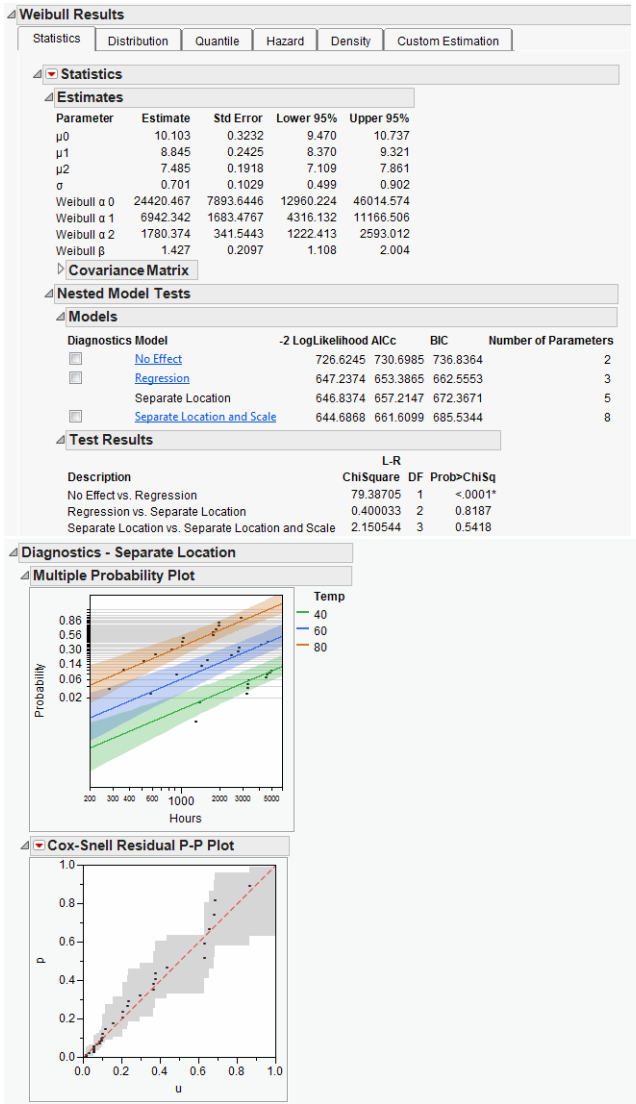 Weibull Results
Statistics Distribution Quantile Hazard Density Custom Estimation
Statistics
Estimates
Parameter Estimate Std Error Lower 95% Upper 95%
μ0 10.103 0.3232 9.470 10.737
μ1 8.845 0.2425 8.370 9.321
μ2 7.485 0.1918 7.109 7.861
σ 0.701 0.1029 0.499 0.902
Weibull α 0 24420.467 7893.6446 12960.224 46014.574
Weibull α 1 6942.342 1683.4767 4316.132 11166.506
Weibull α 2 1780.374 341.5443 1222.413 2593.012
Weibull β 1.427 0.2097 1.108 2.004
Covariance Matrix
Nested Model Tests
Models
Diagnostics Model -2 LogLikelihood AICc BIC Number of Parameters
No Effect 726.6245 730.6985 736.8364 2
Regression 647.2374 653.3865 662.5553 3
Separate Location 646.8374 657.2147 672.3671 5
Separate Location and Scale 644.6868 661.6099 685.5344 8
Test Results
L-R
Description ChiSquare DF Prob>ChiSq
No Effect vs. Regression 79.38705 1 <.0001*
Regression vs. Separate Location 0.400033 2 0.8187
Separate Location vs. Separate Location and Scale 2.150544 3 0.5418
Diagnostics - Separate Location
Multiple Probability Plot
Temp
40
60
80
0.86
0.56
0.30
0.14
0.06
0.02
Probability
200 300 400 600 1000 2000 3000 5000
Hours
Cox-Snell Residual P-P Plot
1.0
0.8
0.6
0.4
0.2
0.0
p
0.0 0.2 0.4 0.6 0.8 1.0
u